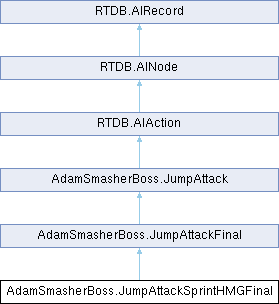 RTDB.AIRecord
RTDB.AINode
RTDB.AIAction
AdamSmasherBoss.JumpAttack
AdamSmasherBoss.JumpAttackFinal
AdamSmasherBoss.JumpAttackSprintHMGFinal